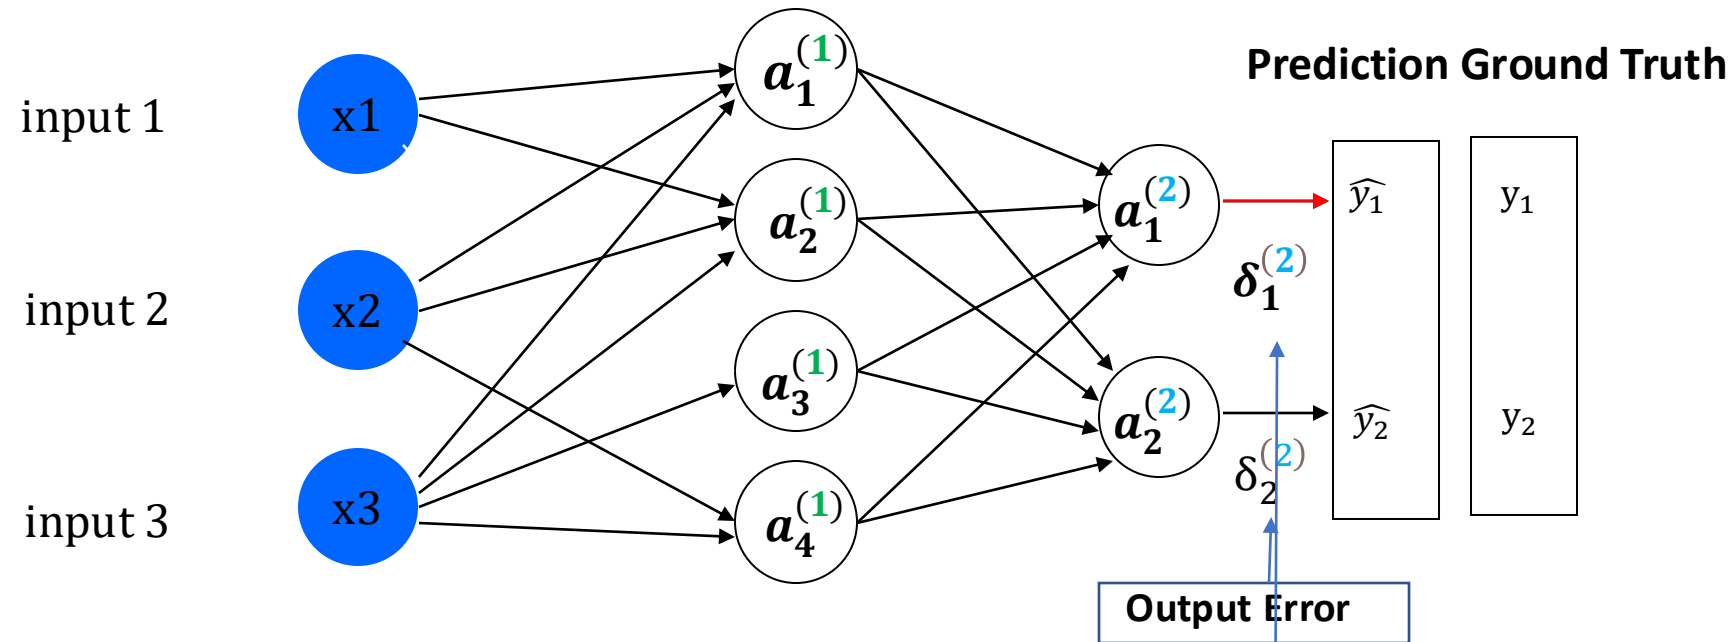 Prediction Ground Truth
input 1
x1
a₁⁽¹⁾
a₂⁽¹⁾
a₁⁽²⁾
ŷ₁
y₁
δ₁⁽²⁾
input 2
x2
a₃⁽¹⁾
a₂⁽²⁾
ŷ₂
y₂
δ₂⁽²⁾
input 3
x3
a₄⁽¹⁾
Output Error